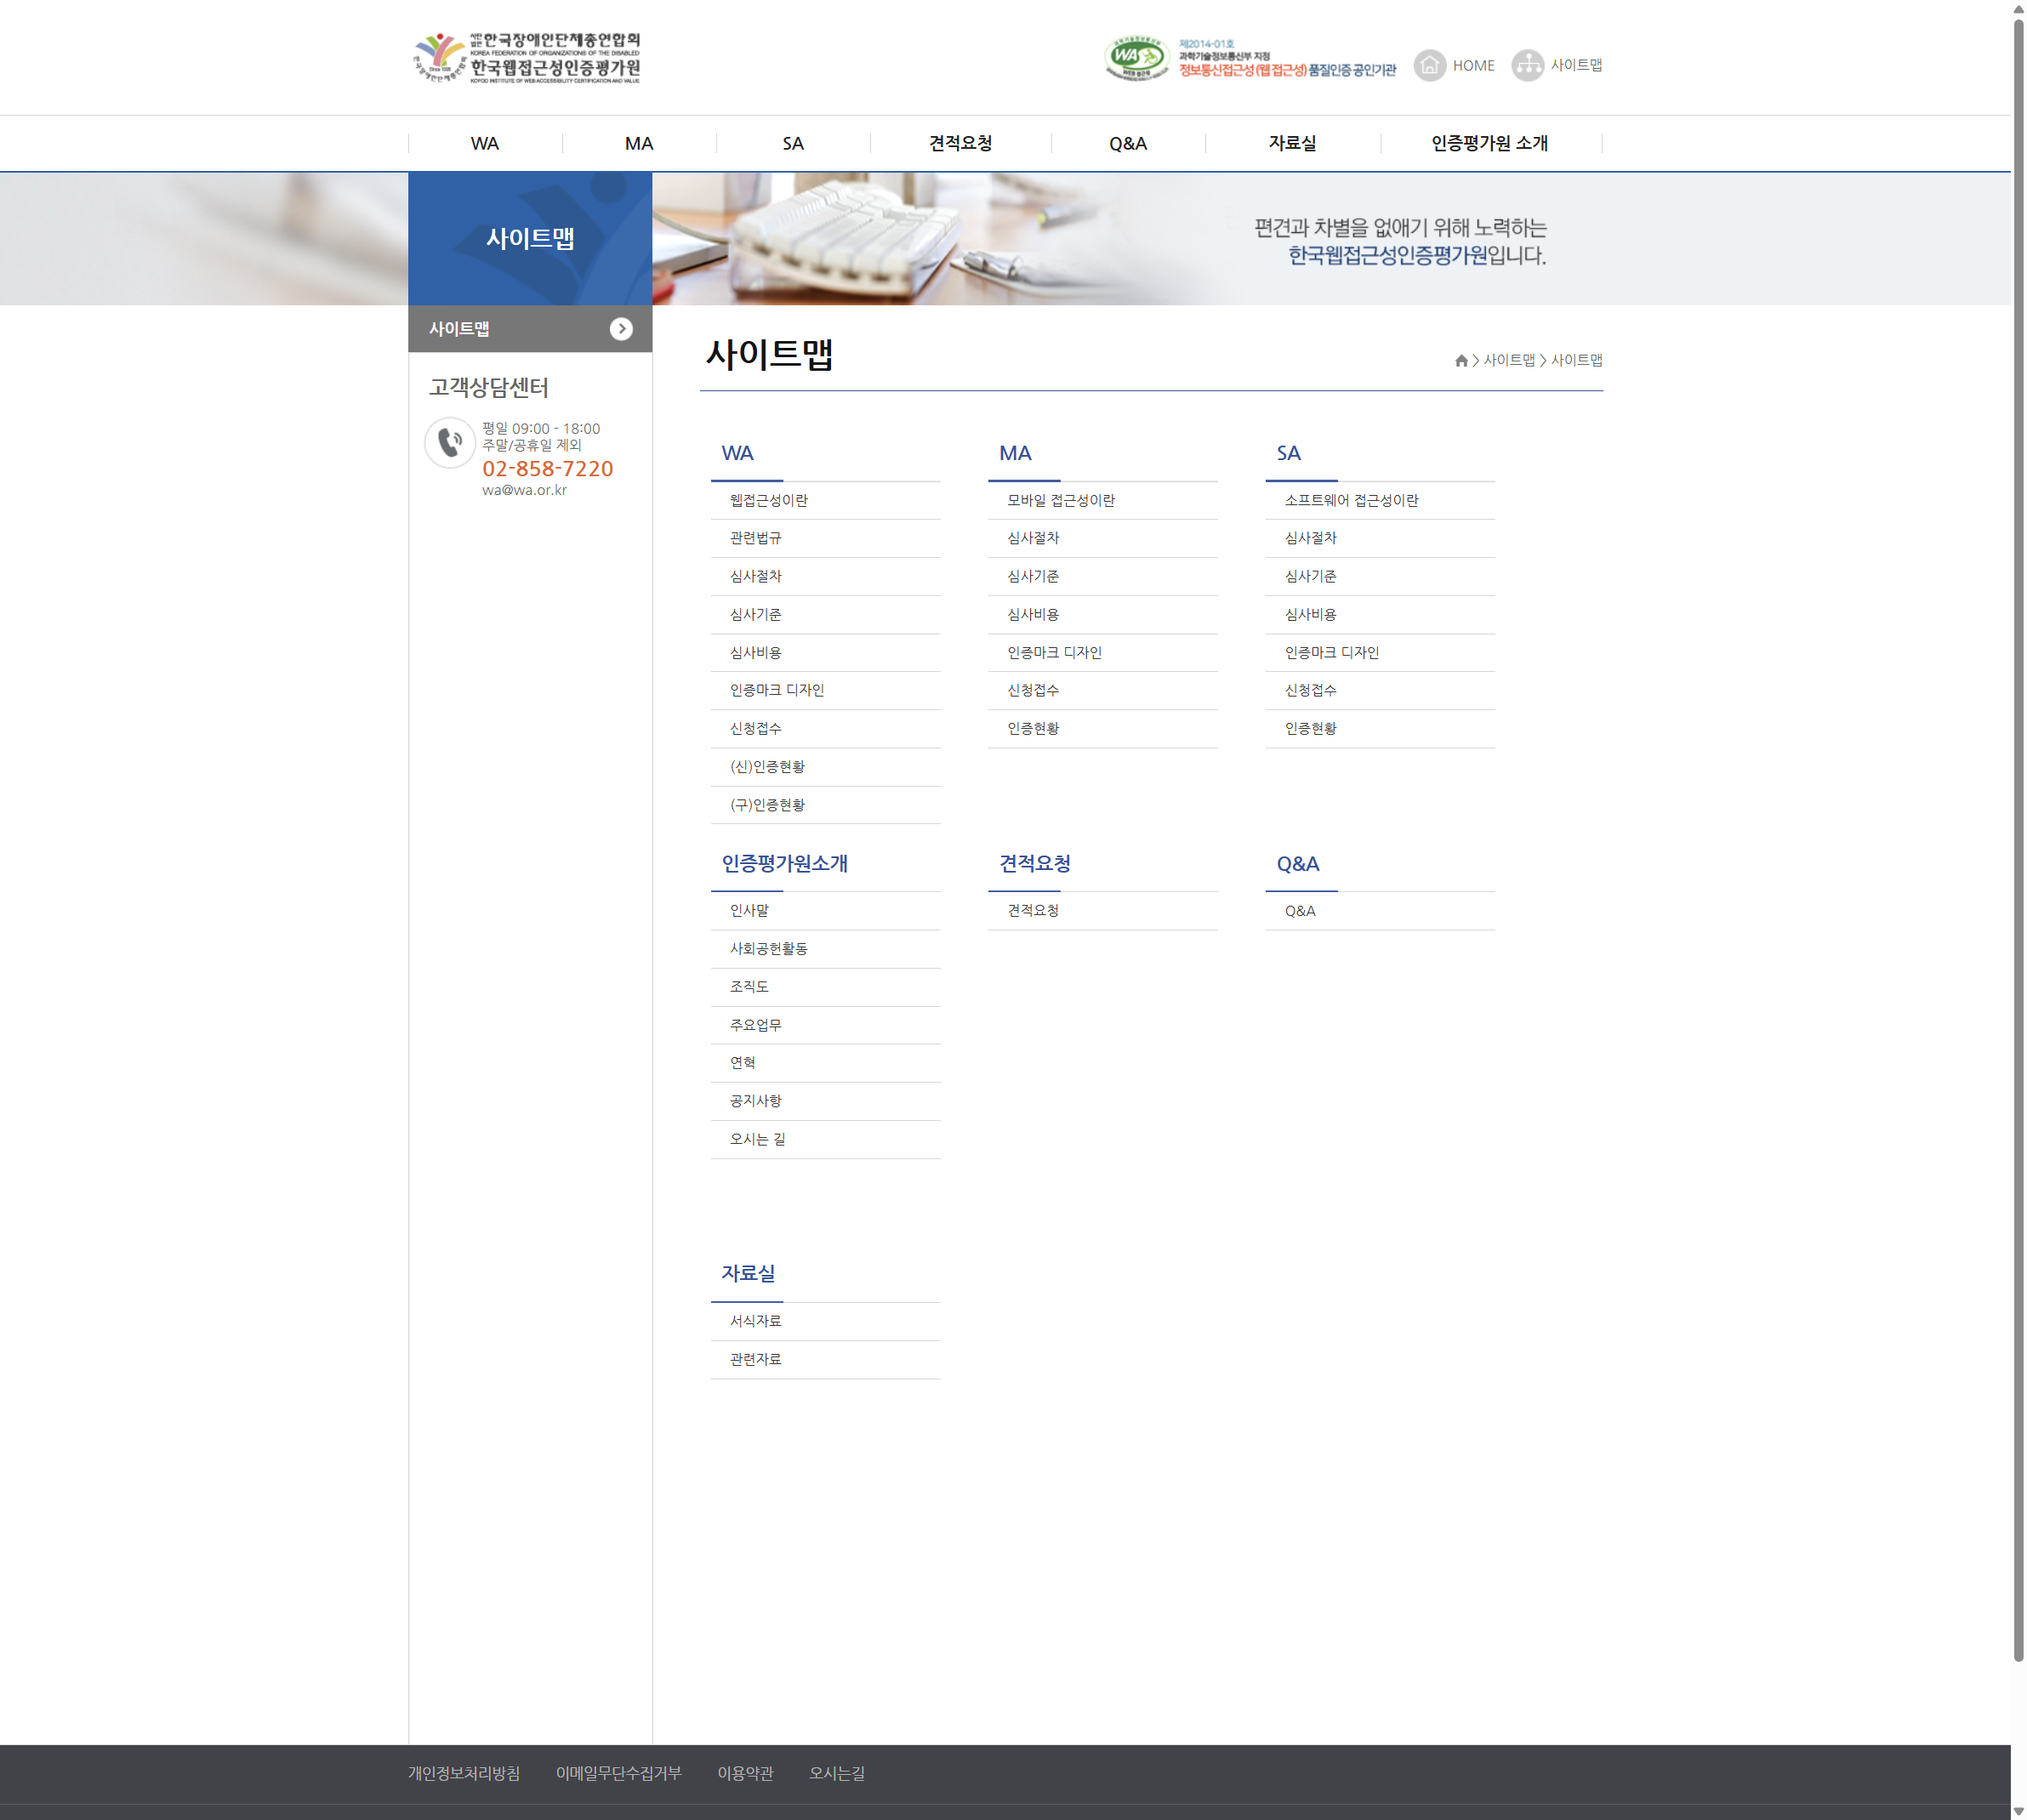 사단법인 한국장애인단체총연합회
KOREA FEDERATION OF ORGANIZATIONS OF THE DISABLED
한국웹접근성인증평가원
KOFOD INSTITUTE OF WEB ACCESSIBILITY CERTIFICATION AND VALUE
Since 1998
WA
WEB 접근성
제2014-01호
과학기술정보통신부 지정
정보통신접근성(웹 접근성) 품질인증 공인기관
HOME
사이트맵
WA
MA
SA
견적요청
Q&A
자료실
인증평가원 소개
사이트맵
편견과 차별을 없애기 위해 노력하는
한국웹접근성인증평가원입니다.
사이트맵
고객상담센터
평일 09:00 - 18:00
주말/공휴일 제외
02-858-7220
wa@wa.or.kr
사이트맵
> 사이트맵 > 사이트맵
WA
웹접근성이란
관련법규
심사절차
심사기준
심사비용
인증마크 디자인
신청접수
(신)인증현황
(구)인증현황
MA
모바일 접근성이란
심사절차
심사기준
심사비용
인증마크 디자인
신청접수
인증현황
SA
소프트웨어 접근성이란
심사절차
심사기준
심사비용
인증마크 디자인
신청접수
인증현황
인증평가원소개
인사말
사회공헌활동
조직도
주요업무
연혁
공지사항
오시는 길
견적요청
견적요청
Q&A
Q&A
자료실
서식자료
관련자료
개인정보처리방침
이메일무단수집거부
이용약관
오시는길